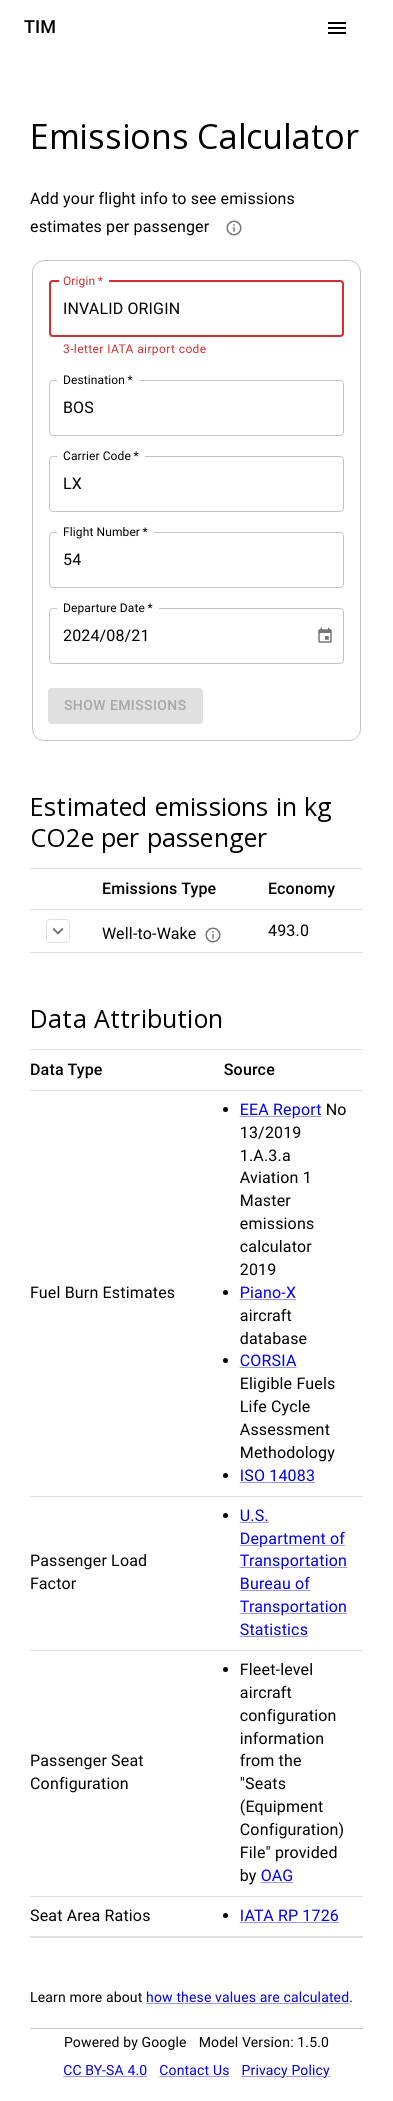 TIM
Emissions Calculator
Add your flight info to see emissions
estimates per passenger
Origin *
INVALID ORIGIN
3-letter IATA airport code
Destination *
BOS
Carrier Code *
LX
Flight Number *
54
Departure Date *
2024/08/21
SHOW EMISSIONS
Estimated emissions in kg
CO2e per passenger
Emissions Type Economy
Well-to-Wake 493.0
Data Attribution
Data Type Source
Fuel Burn Estimates
• EEA Report No
13/2019
1.A.3.a
Aviation 1
Master
emissions
calculator
2019
• Piano-X
aircraft
database
• CORSIA
Eligible Fuels
Life Cycle
Assessment
Methodology
• ISO 14083
Passenger Load
Factor
• U.S.
Department of
Transportation
Bureau of
Transportation
Statistics
Passenger Seat
Configuration
• Fleet-level
aircraft
configuration
information
from the
"Seats
(Equipment
Configuration)
File" provided
by OAG
Seat Area Ratios
• IATA RP 1726
Learn more about how these values are calculated.
Powered by Google Model Version: 1.5.0
CC BY-SA 4.0 Contact Us Privacy Policy